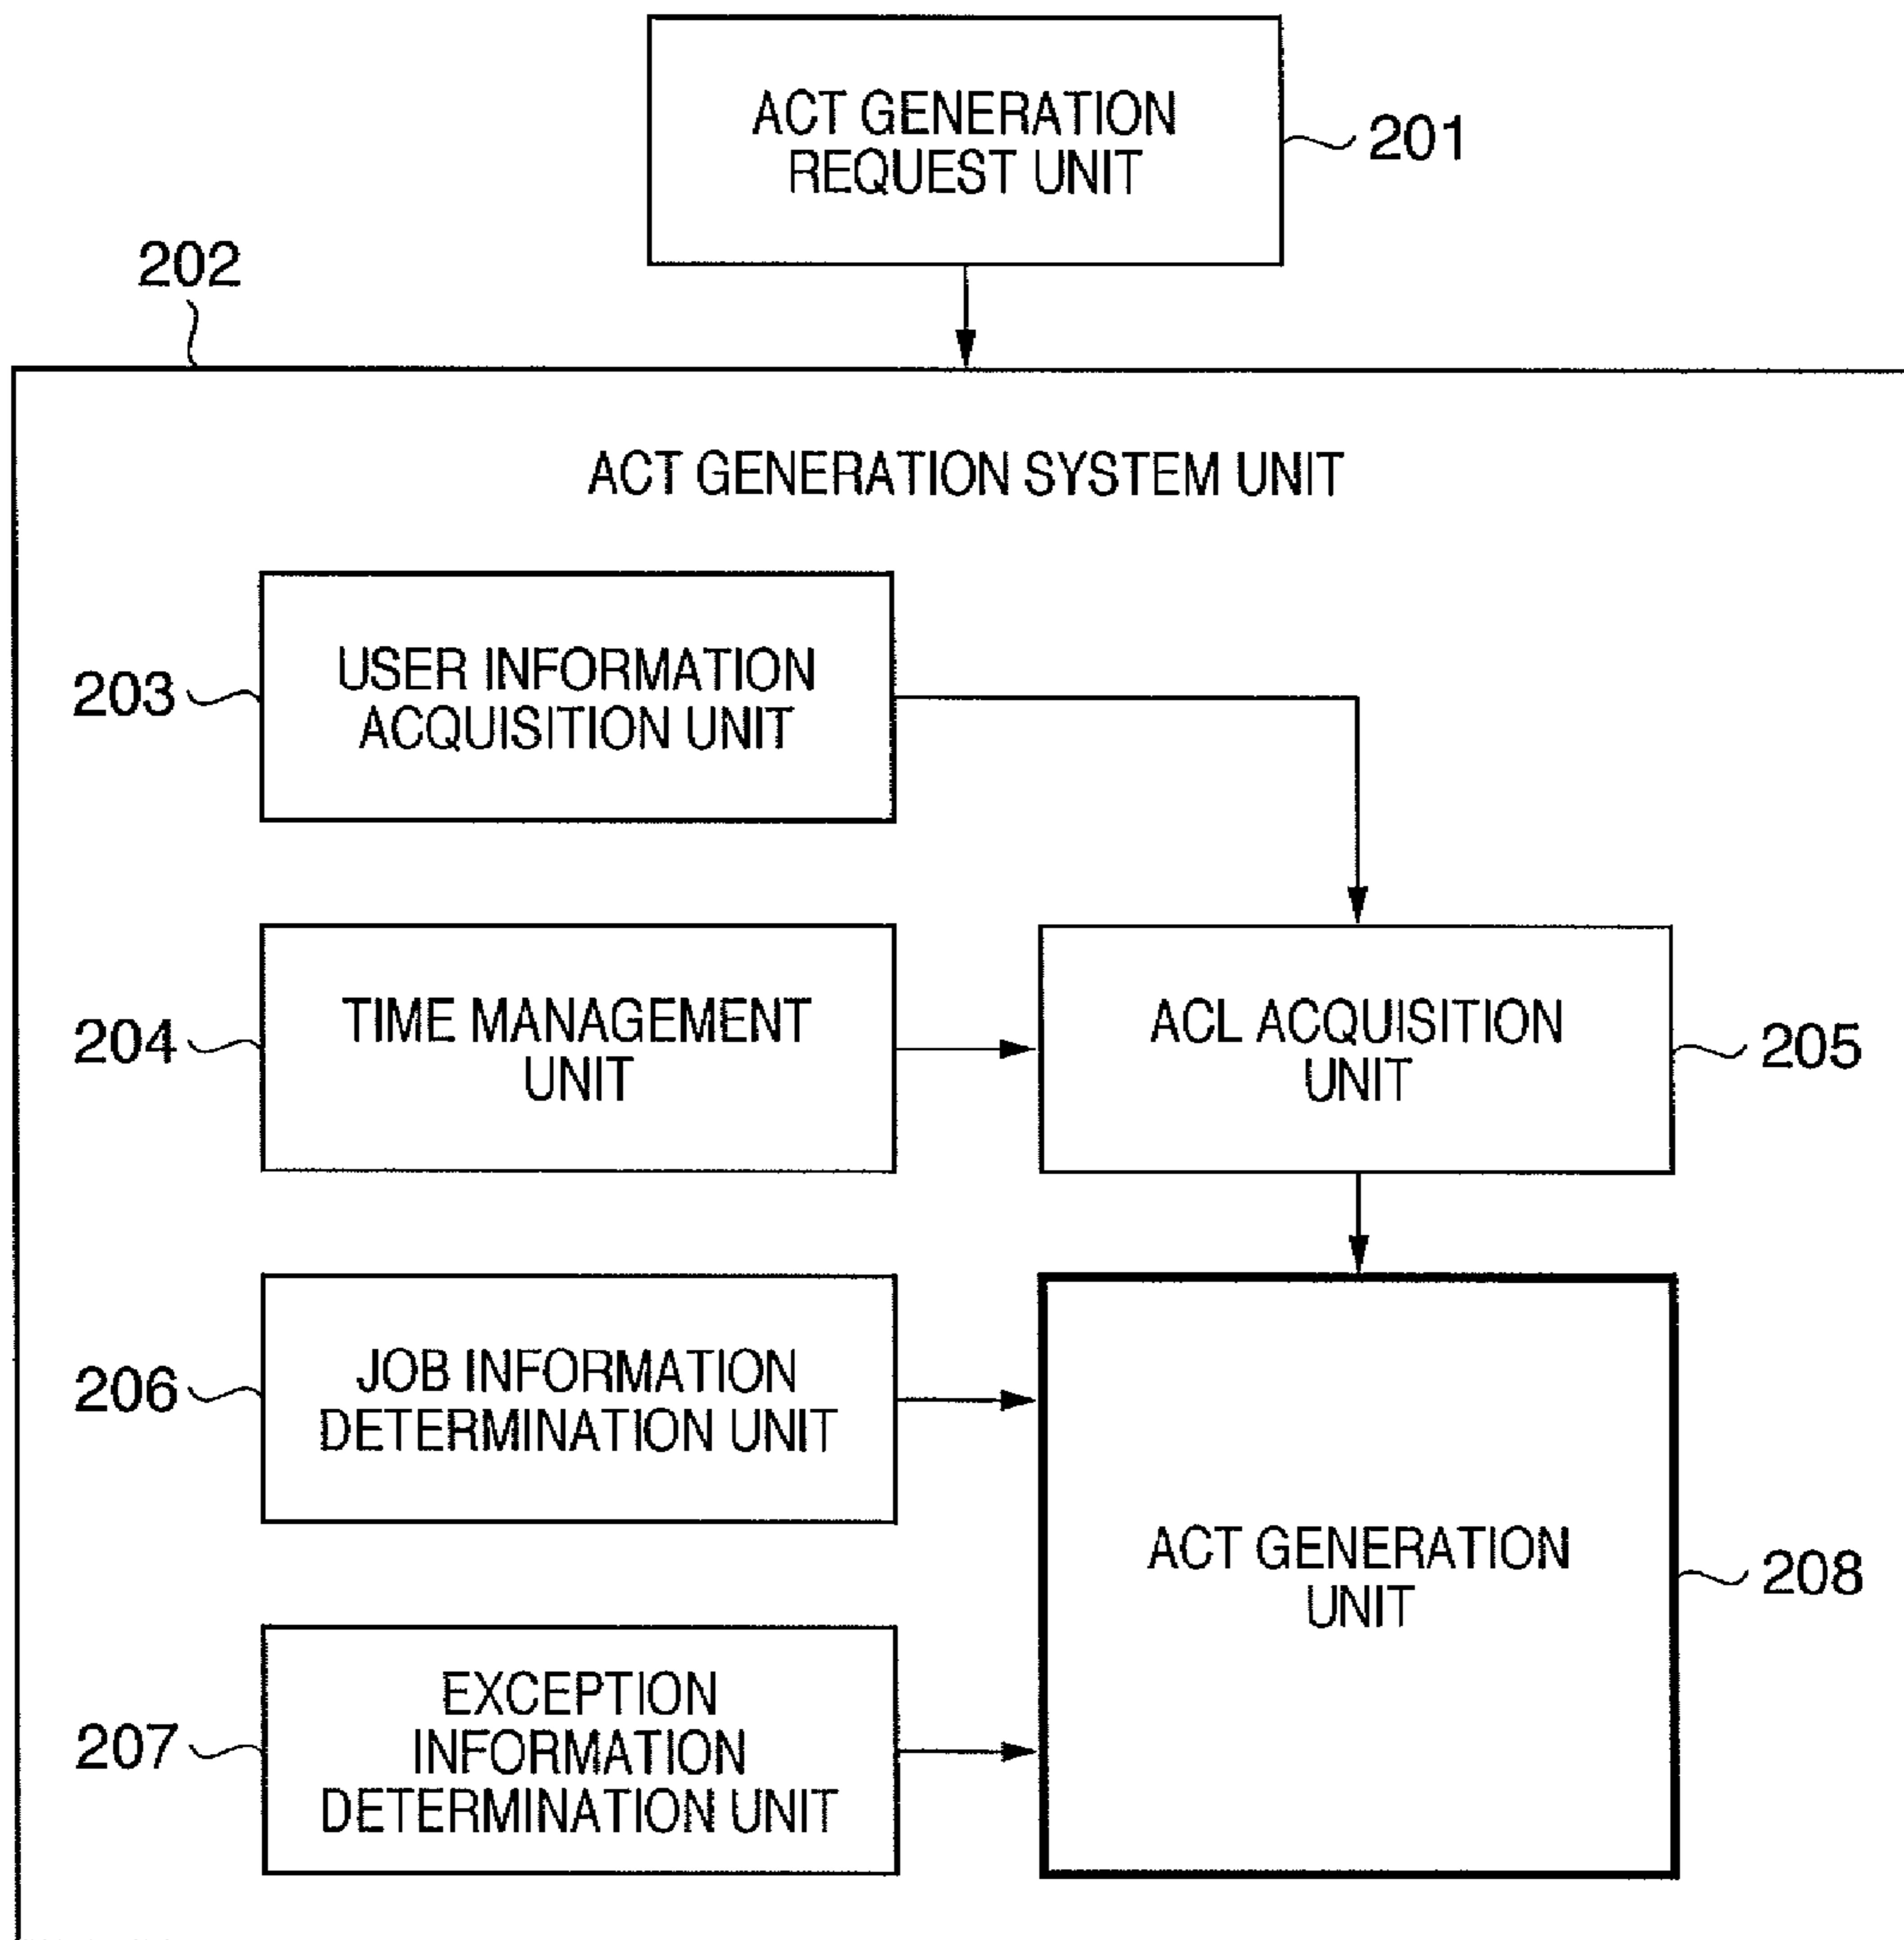 ACT GENERATION
REQUEST UNIT
201
202
ACT GENERATION SYSTEM UNIT
203
USER INFORMATION
ACQUISITION UNIT
204
TIME MANAGEMENT
UNIT
ACL ACQUISITION
UNIT
205
206
JOB INFORMATION
DETERMINATION UNIT
ACT GENERATION
UNIT
208
207
EXCEPTION
INFORMATION
DETERMINATION UNIT